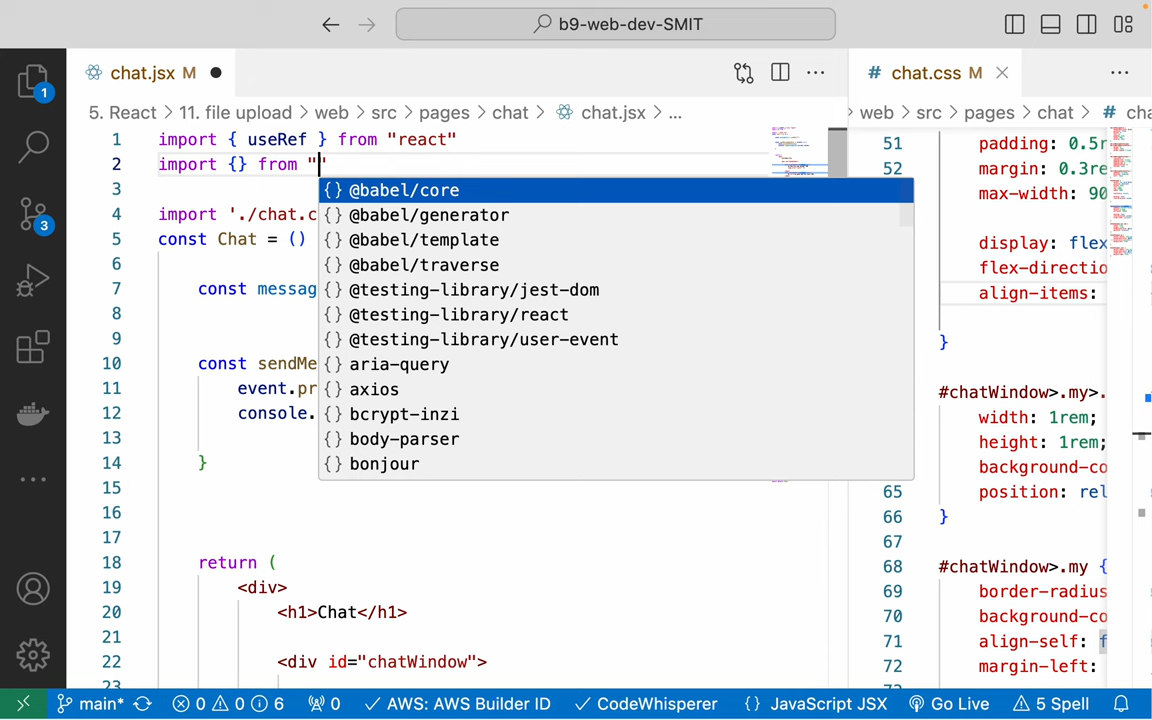 b9-web-dev-SMIT
chat.jsx M
# chat.css M
5. React > 11. file upload > web > src > pages > chat > chat.jsx > ...
> web > src > pages > chat > # cha
1 import { useRef } from "react"
2 import {} from ""
3
4 import './chat.c
5 const Chat = ()
6
7 const messag
8
9
10 const sendMe
11 event.pr
12 console.
13
14 }
15
16
17
18 return (
19 <div>
20 <h1>Chat</h1>
21
22 <div id="chatWindow">
23
{} @babel/core
{} @babel/generator
{} @babel/template
{} @babel/traverse
{} @testing-library/jest-dom
{} @testing-library/react
{} @testing-library/user-event
{} aria-query
{} axios
{} bcrypt-inzi
{} body-parser
{} bonjour
51 padding: 0.5r
52 margin: 0.3re
max-width: 90
display: flex
flex-directio
align-items:
}
#chatWindow>.my>.
width: 1rem;
height: 1rem;
background-co
65 position: rel
66 }
67
68 #chatWindow>.my {
69 border-radius
70 background-co
71 align-self: f
72 margin-left:
1
3
main* 0 0 6 0 AWS: AWS Builder ID CodeWhisperer {} JavaScript JSX Go Live 5 Spell